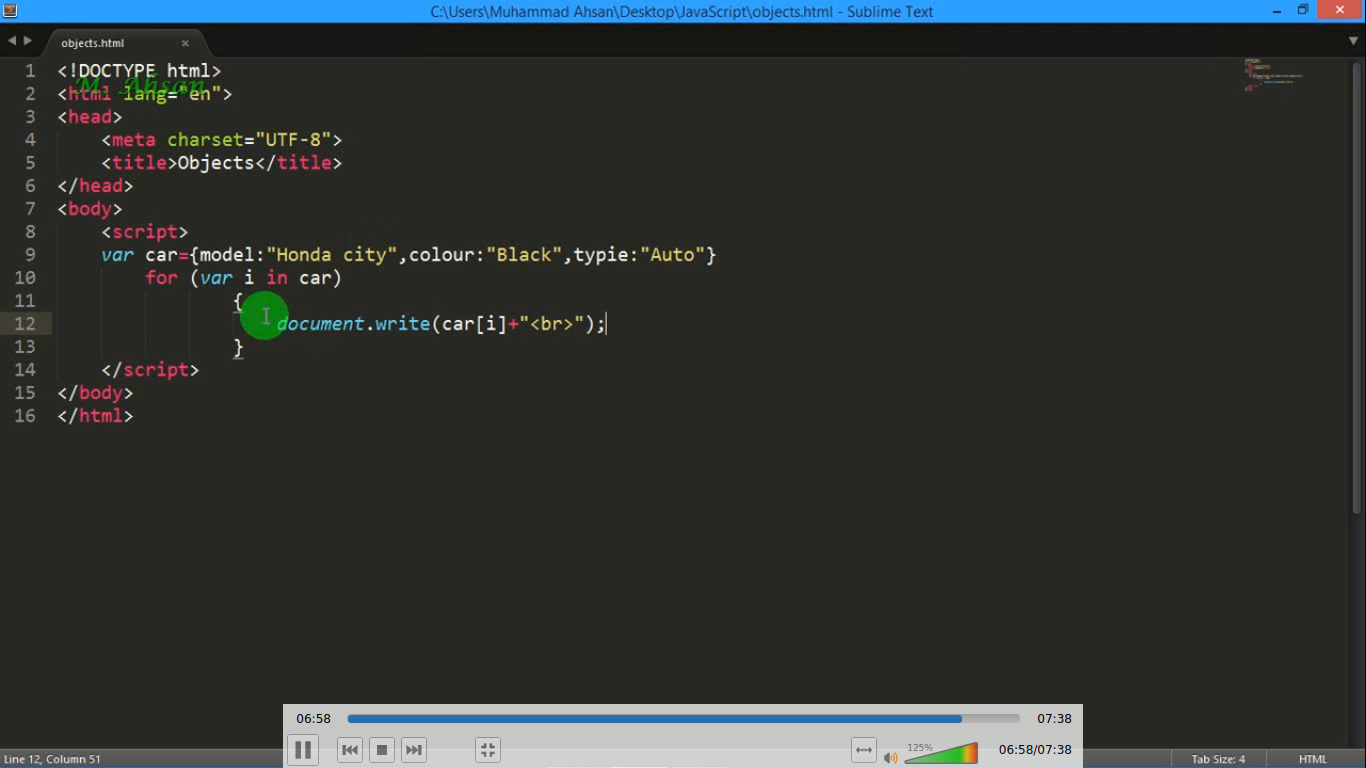 C:\Users\Muhammad Ahsan\Desktop\JavaScript\objects.html - Sublime Text
objects.html
M. Ahsan
1 <!DOCTYPE html>
2 <html lang="en">
3 <head>
4 <meta charset="UTF-8">
5 <title>Objects</title>
6 </head>
7 <body>
8 <script>
9 var car={model:"Honda city",colour:"Black",typie:"Auto"}
10 for (var i in car)
11 {
12 document.write(car[i]+"<br>");
13 }
14 </script>
15 </body>
16 </html>
06:58 07:38
125% 06:58/07:38
Line 12, Column 51 Tab Size: 4 HTML